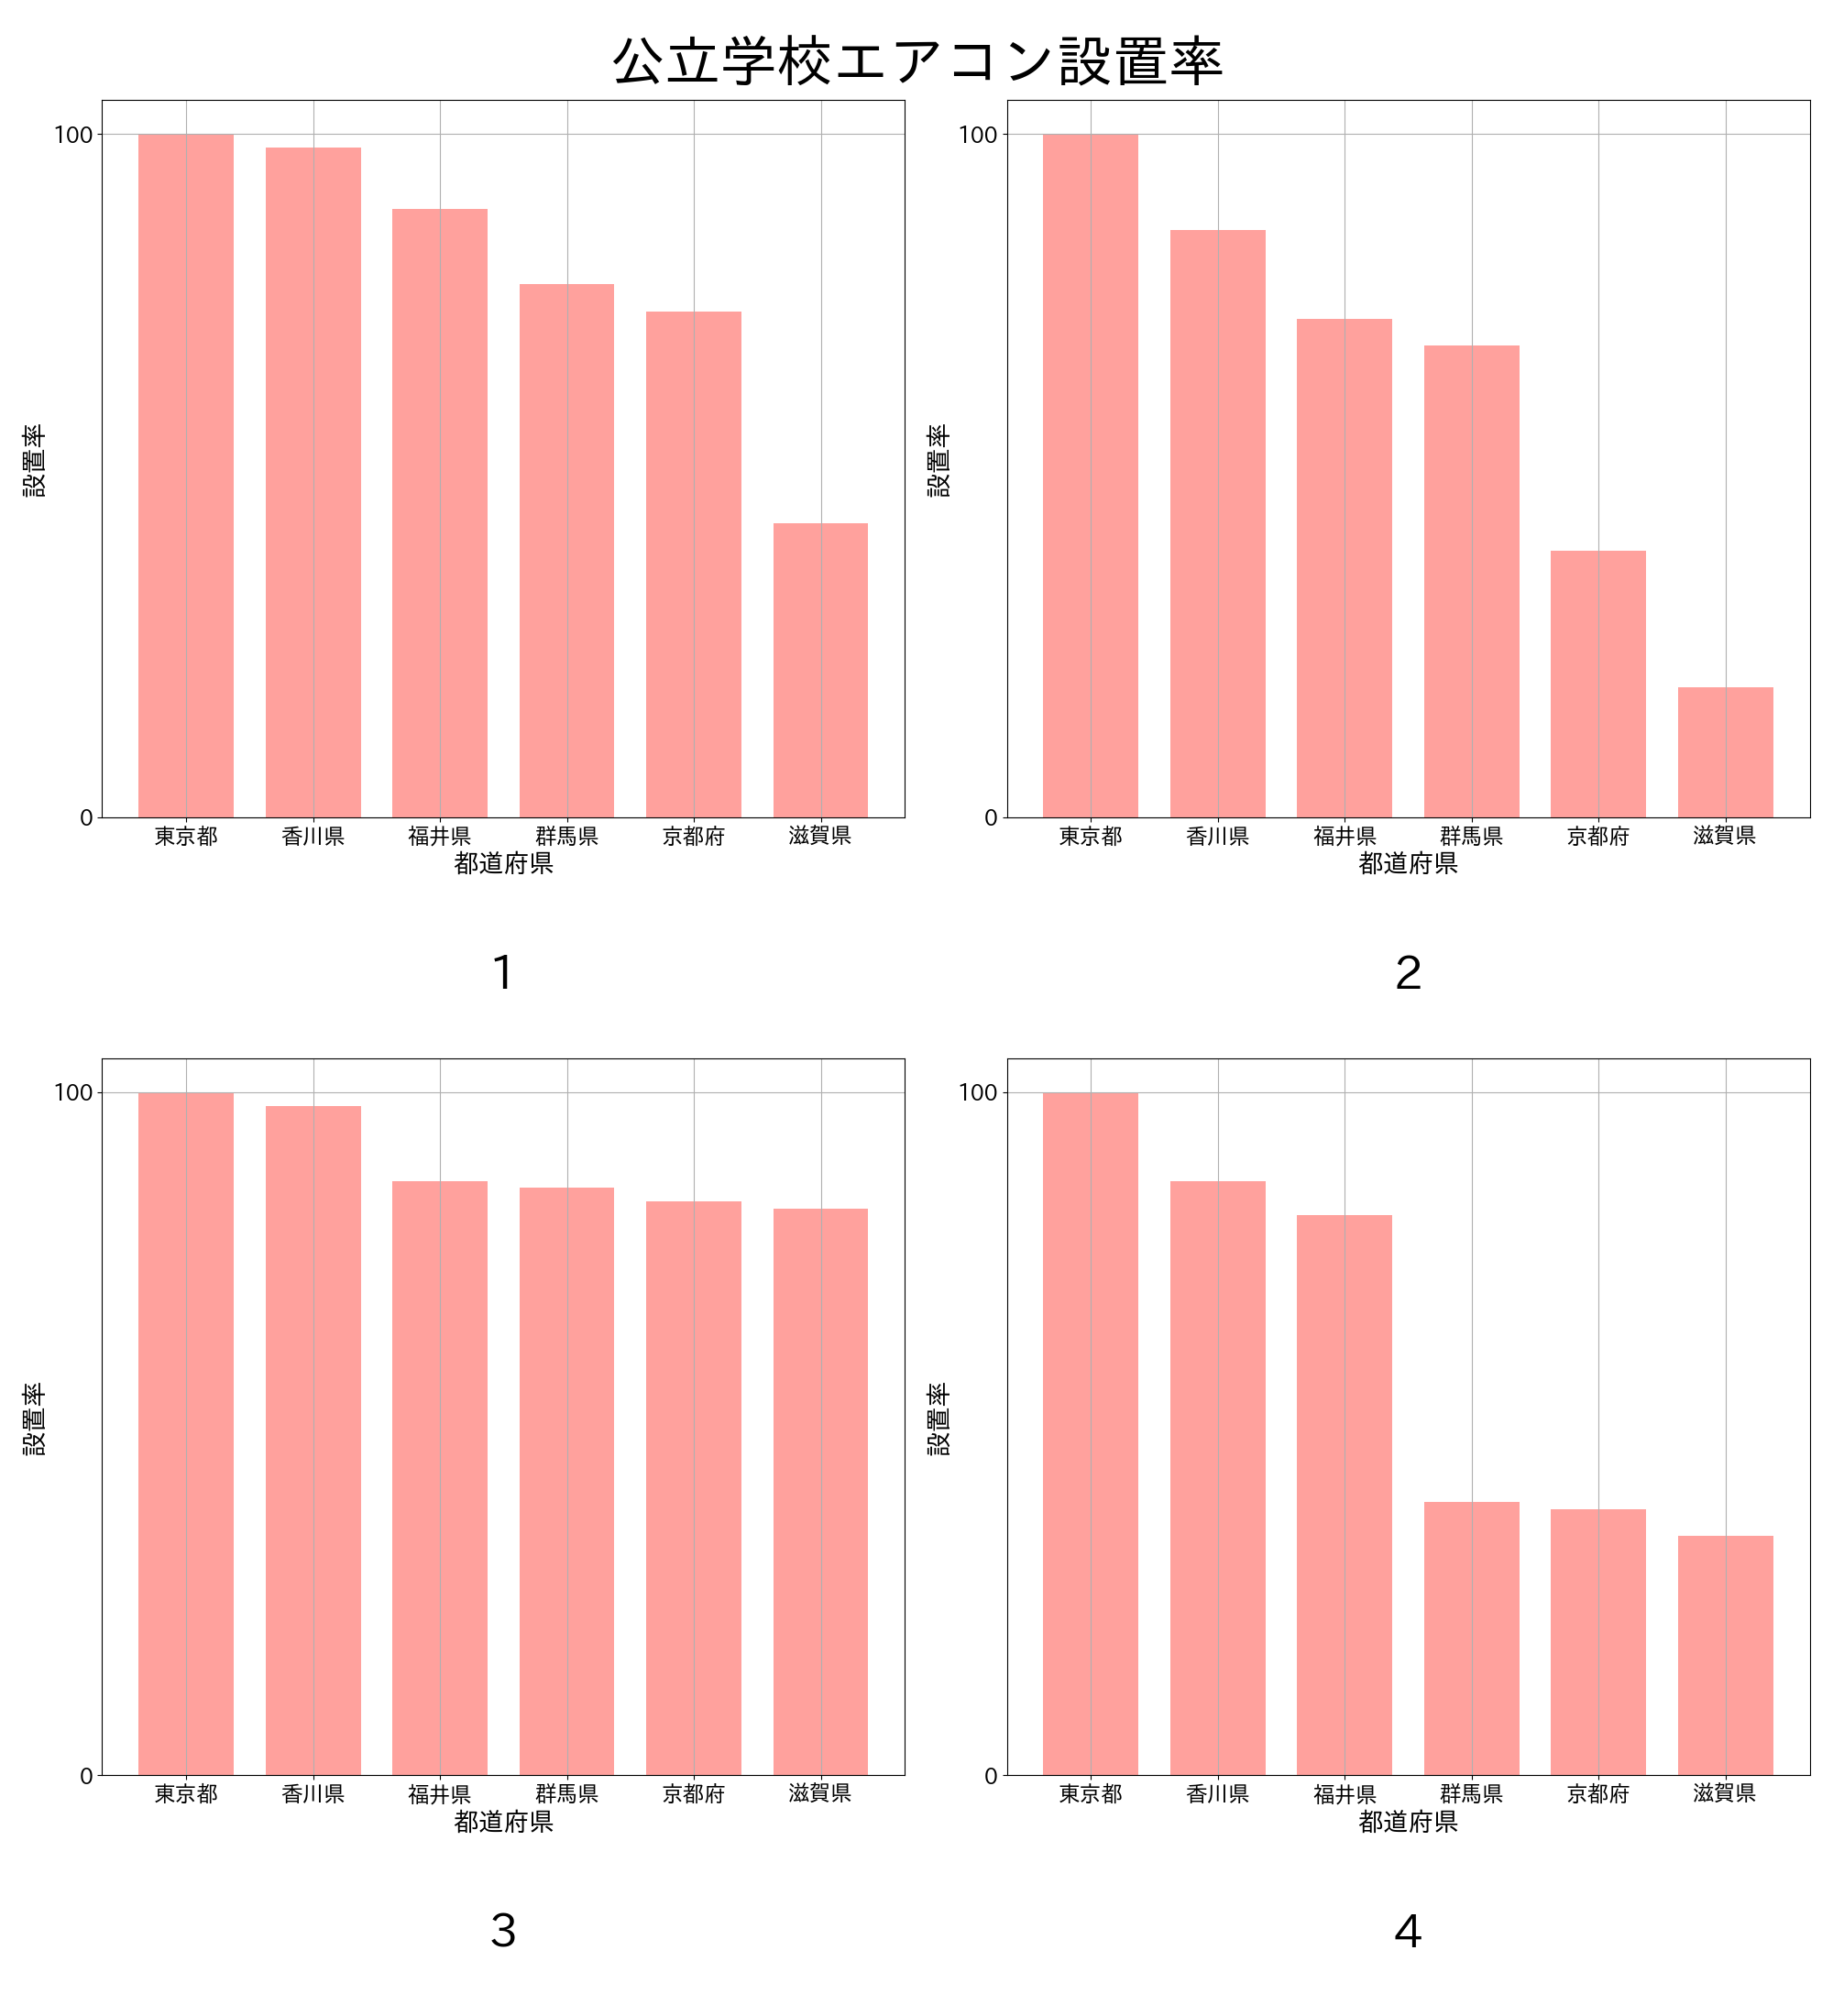 公立学校エアコン設置率
100
0
設置率
東京都 香川県 福井県 群馬県 京都府 滋賀県
都道府県
1
100
0
設置率
東京都 香川県 福井県 群馬県 京都府 滋賀県
都道府県
2
100
0
設置率
東京都 香川県 福井県 群馬県 京都府 滋賀県
都道府県
3
100
0
設置率
東京都 香川県 福井県 群馬県 京都府 滋賀県
都道府県
4